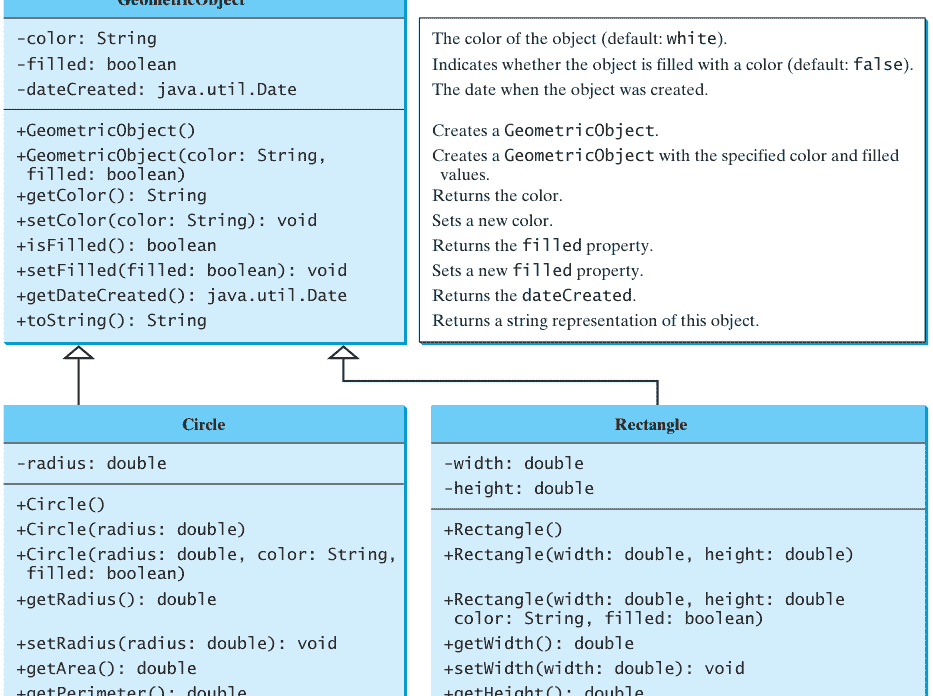 GeometricObject
-color: String
-filled: boolean
-dateCreated: java.util.Date
+GeometricObject()
+GeometricObject(color: String,
filled: boolean)
+getColor(): String
+setColor(color: String): void
+isFilled(): boolean
+setFilled(filled: boolean): void
+getDateCreated(): java.util.Date
+toString(): String
The color of the object (default: white).
Indicates whether the object is filled with a color (default: false).
The date when the object was created.
Creates a GeometricObject.
Creates a GeometricObject with the specified color and filled
values.
Returns the color.
Sets a new color.
Returns the filled property.
Sets a new filled property.
Returns the dateCreated.
Returns a string representation of this object.
Circle
-radius: double
+Circle()
+Circle(radius: double)
+Circle(radius: double, color: String,
filled: boolean)
+getRadius(): double
+setRadius(radius: double): void
+getArea(): double
+getPerimeter(): double
Rectangle
-width: double
-height: double
+Rectangle()
+Rectangle(width: double, height: double)
+Rectangle(width: double, height: double
color: String, filled: boolean)
+getWidth(): double
+setWidth(width: double): void
+getHeight(): double